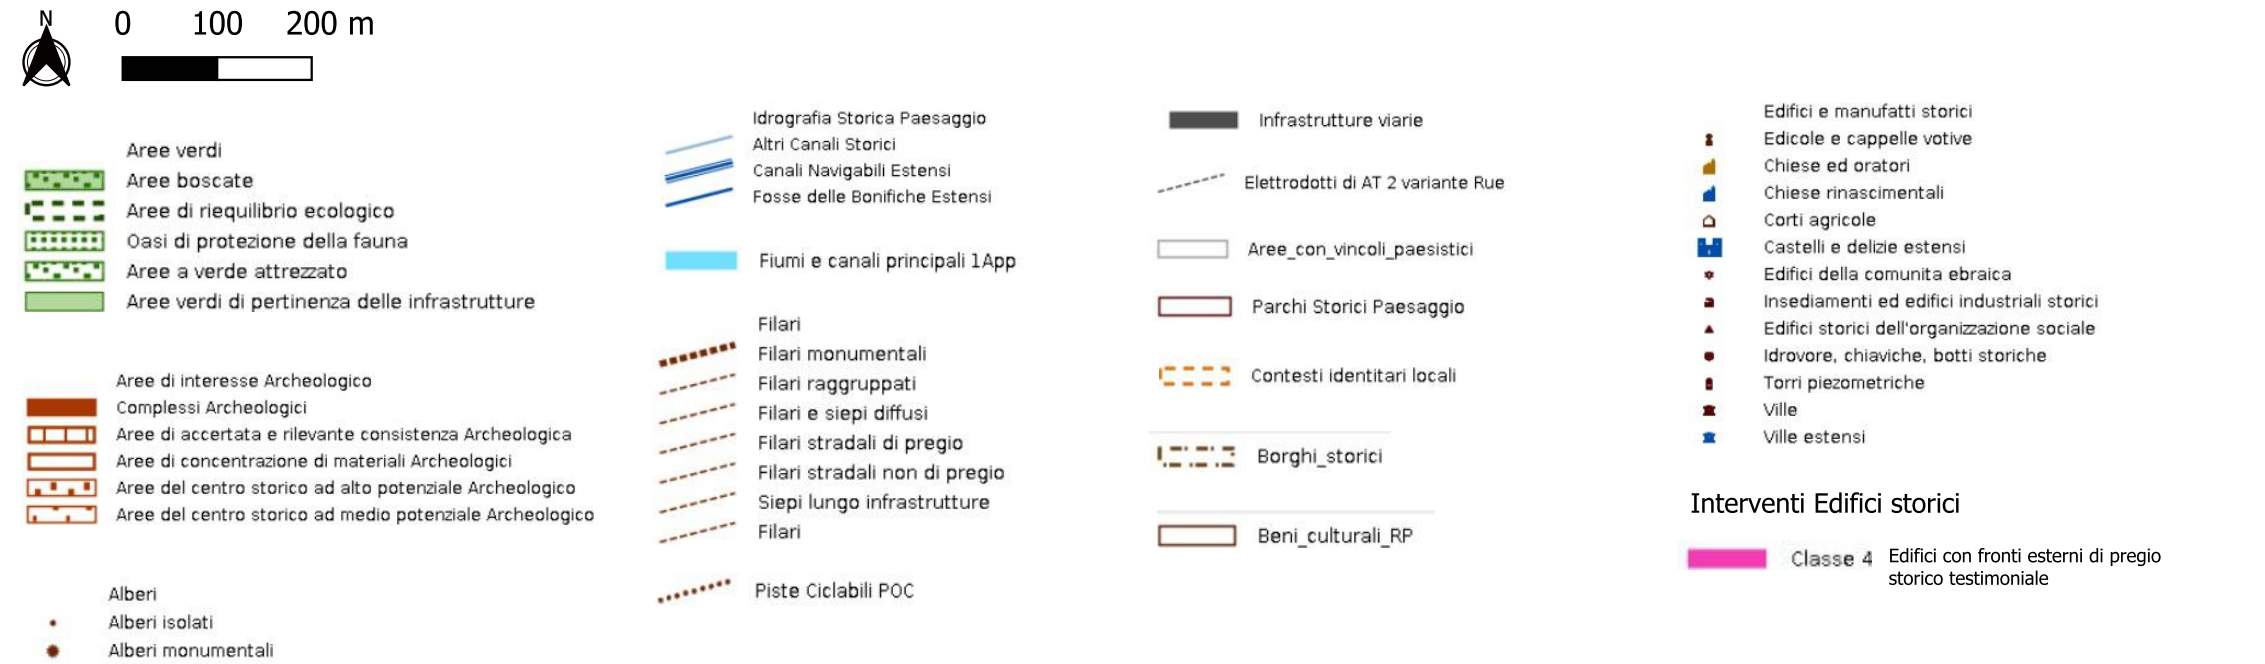 N
0 100 200 m
Aree verdi
Aree boscate
Aree di riequilibrio ecologico
Oasi di protezione della fauna
Aree a verde attrezzato
Aree verdi di pertinenza delle infrastrutture
Aree di interesse Archeologico
Complessi Archeologici
Aree di accertata e rilevante consistenza Archeologica
Aree di concentrazione di materiali Archeologici
Aree del centro storico ad alto potenziale Archeologico
Aree del centro storico ad medio potenziale Archeologico
Alberi
Alberi isolati
Alberi monumentali
Idrografia Storica Paesaggio
Altri Canali Storici
Canali Navigabili Estensi
Fosse delle Bonifiche Estensi
Fiumi e canali principali 1App
Filari
Filari monumentali
Filari raggruppati
Filari e siepi diffusi
Filari stradali di pregio
Filari stradali non di pregio
Siepi lungo infrastrutture
Filari
Piste Ciclabili POC
Infrastrutture viarie
Elettrodotti di AT 2 variante Rue
Aree_con_vincoli_paesistici
Parchi Storici Paesaggio
Contesti identitari locali
Borghi_storici
Beni_culturali_RP
Edifici e manufatti storici
Edicole e cappelle votive
Chiese ed oratori
Chiese rinascimentali
Corti agricole
Castelli e delizie estensi
Edifici della comunita ebraica
Insediamenti ed edifici industriali storici
Edifici storici dell'organizzazione sociale
Idrovore, chiaviche, botti storiche
Torri piezometriche
Ville
Ville estensi
Interventi Edifici storici
Classe 4 Edifici con fronti esterni di pregio
storico testimoniale